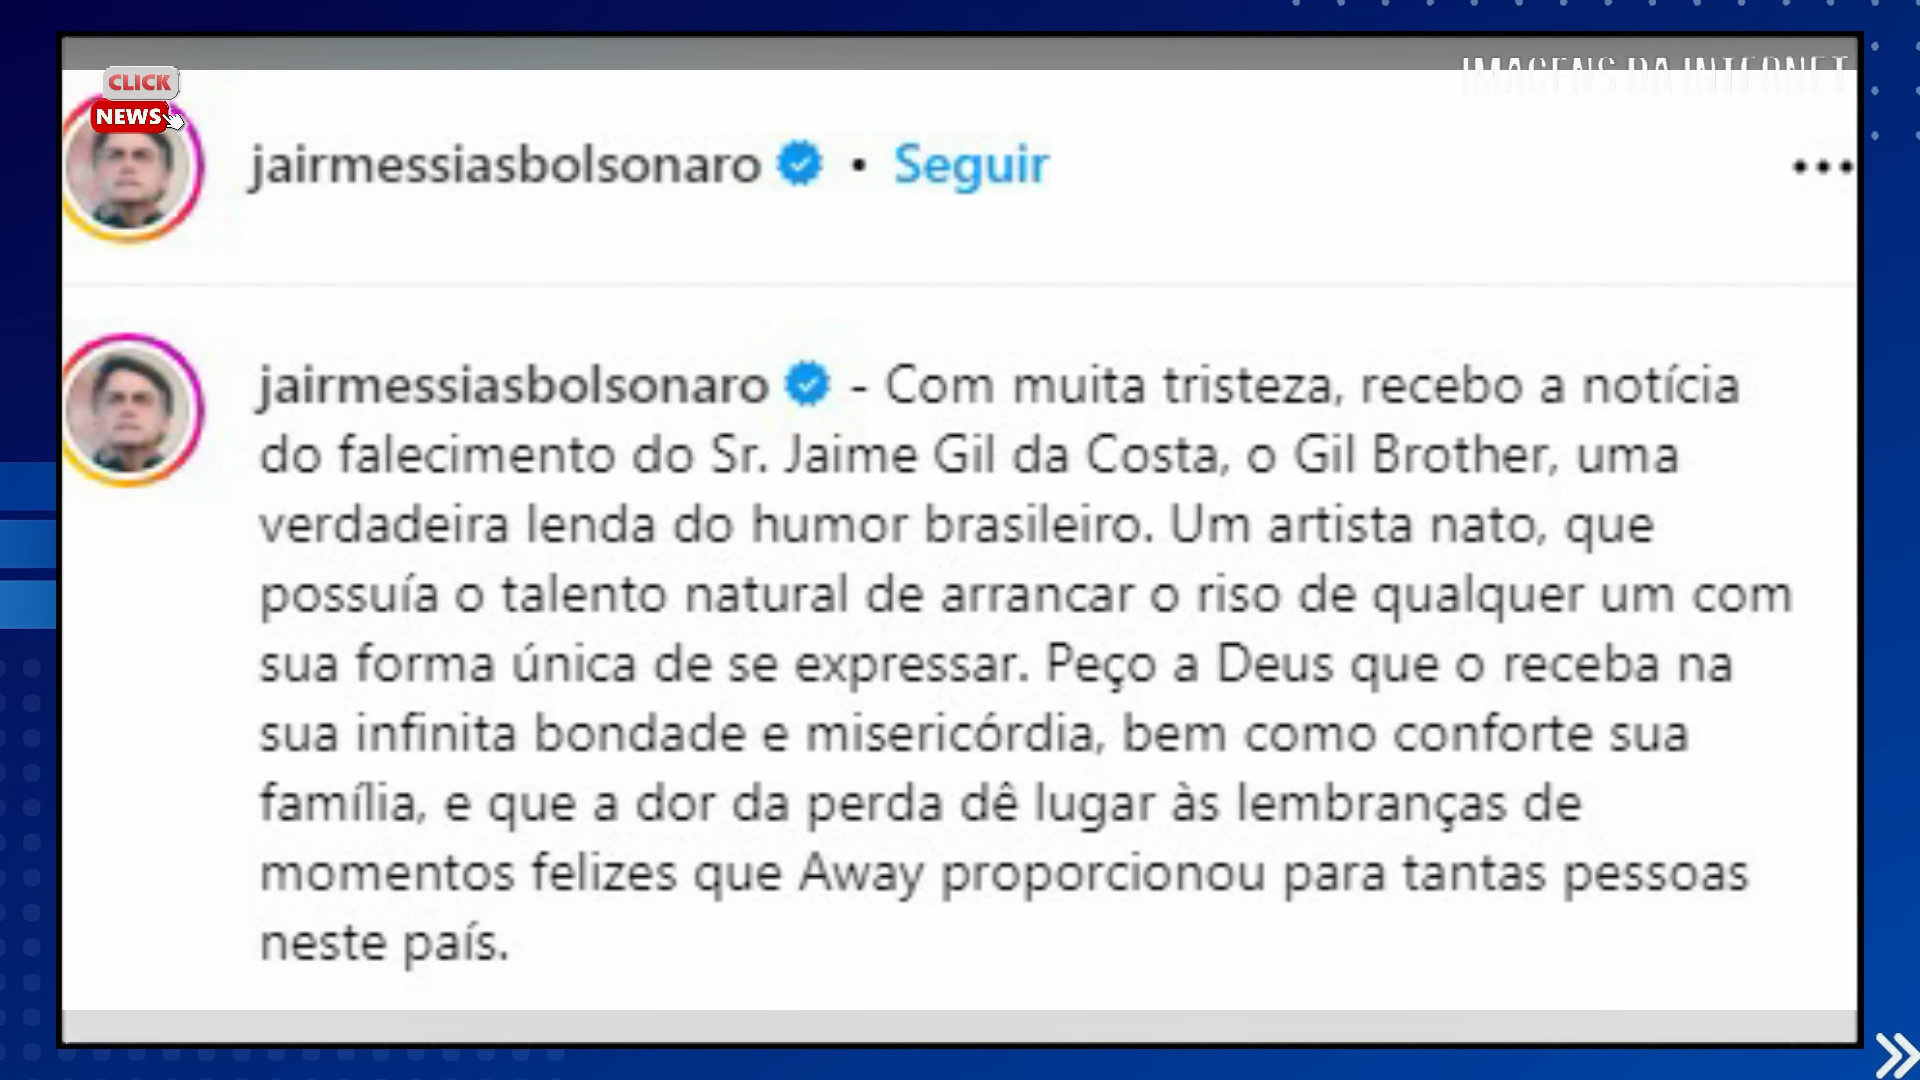 IMAGENS DA INTERNET
CLICK
NEWS
jairmessiasbolsonaro • Seguir
jairmessiasbolsonaro - Com muita tristeza, recebo a notícia
do falecimento do Sr. Jaime Gil da Costa, o Gil Brother, uma
verdadeira lenda do humor brasileiro. Um artista nato, que
possuía o talento natural de arrancar o riso de qualquer um com
sua forma única de se expressar. Peço a Deus que o receba na
sua infinita bondade e misericórdia, bem como conforte sua
família, e que a dor da perda dê lugar às lembranças de
momentos felizes que Away proporcionou para tantas pessoas
neste país.